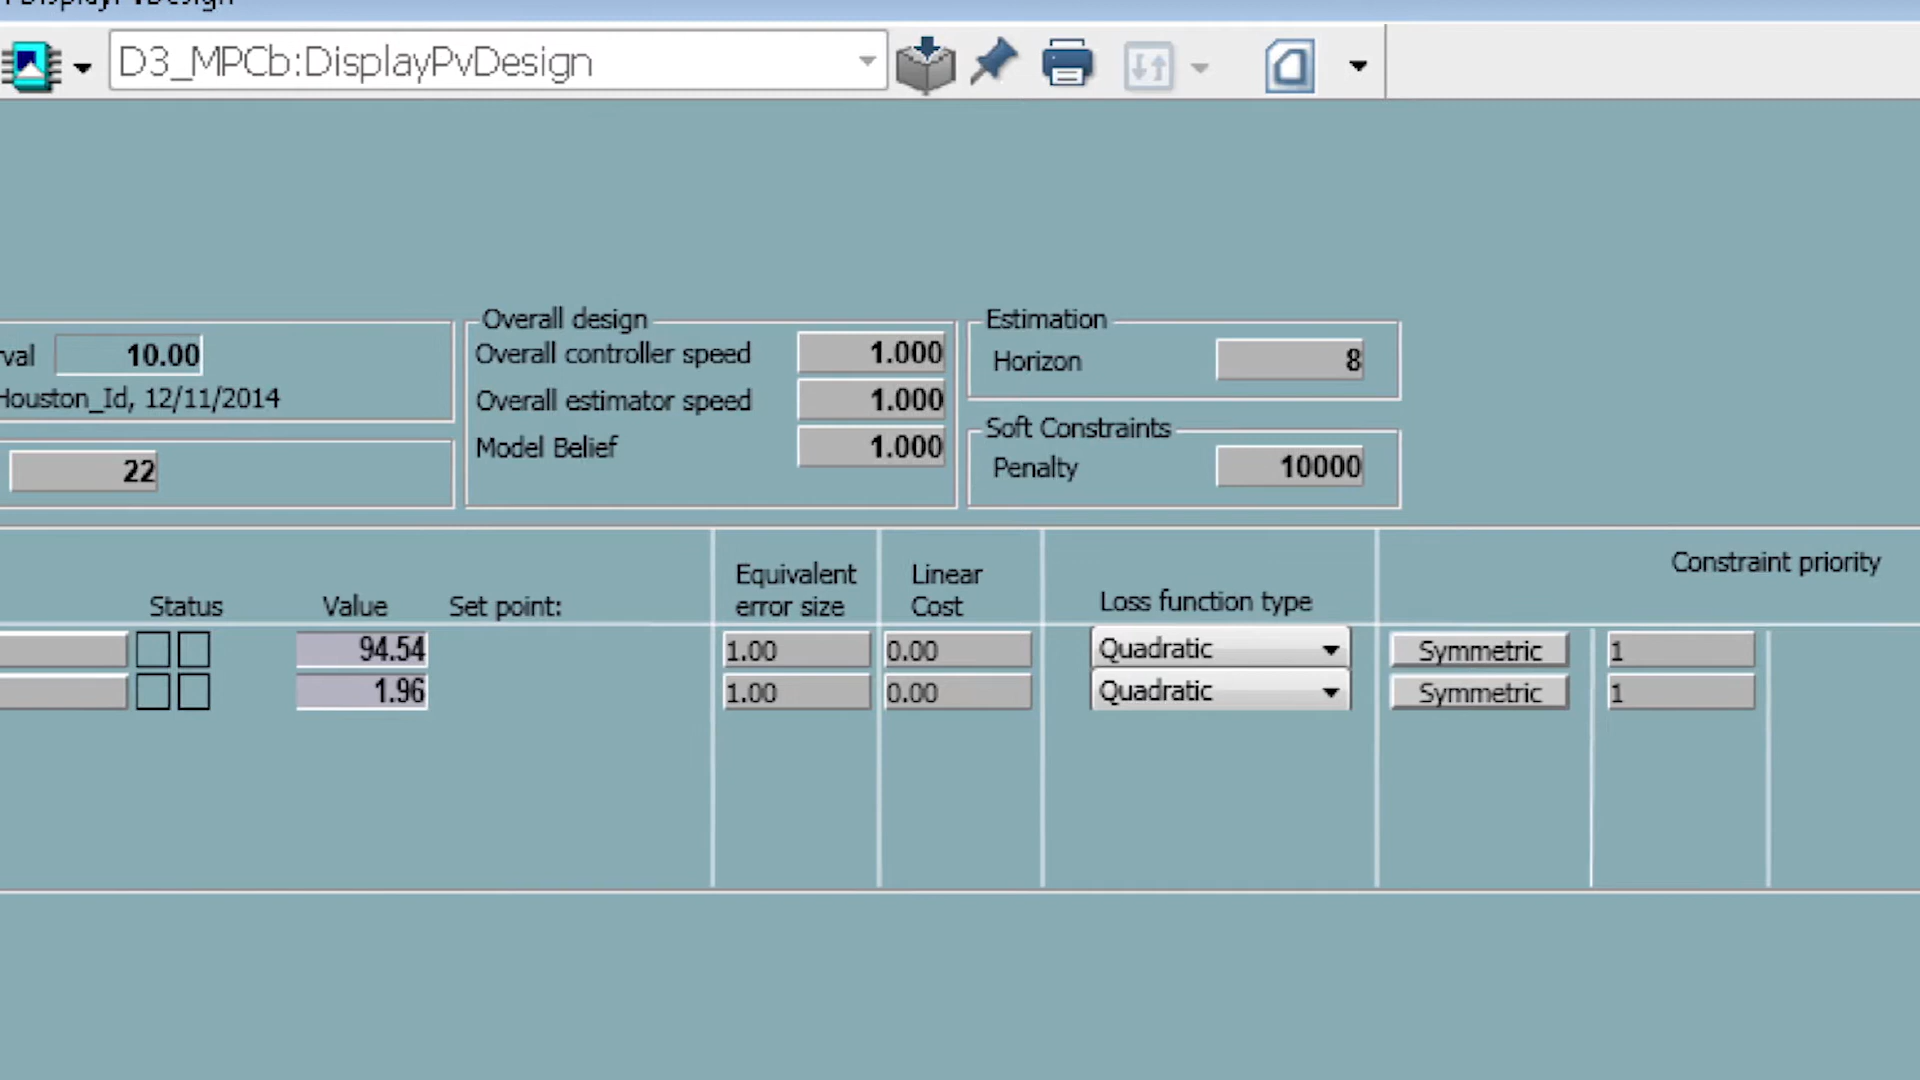 D3_MPCb:DisplayPvDesign
Overall design
Estimation
10.00
Overall controller speed 1.000
Horizon 8
Houston_Id, 12/11/2014
Overall estimator speed 1.000
Soft Constraints
Model Belief 1.000
Penalty 10000
22
Constraint priority
Equivalent
error size
Linear
Cost
Loss function type
Status Value Set point:
94.54 1.00 0.00 Quadratic Symmetric 1
1.96 1.00 0.00 Quadratic Symmetric 1